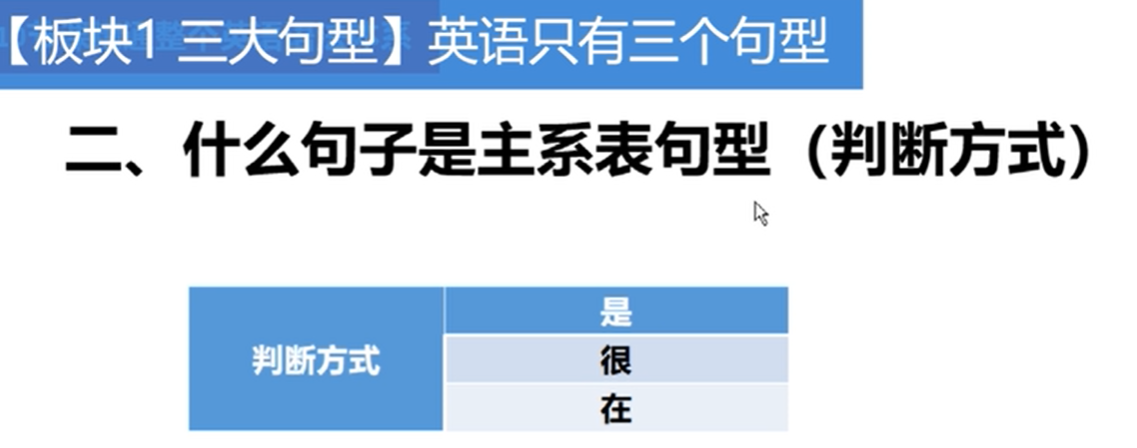 【板块1 三大句型】英语只有三个句型
二、什么句子是主系表句型（判断方式）
判断方式
是
很
在